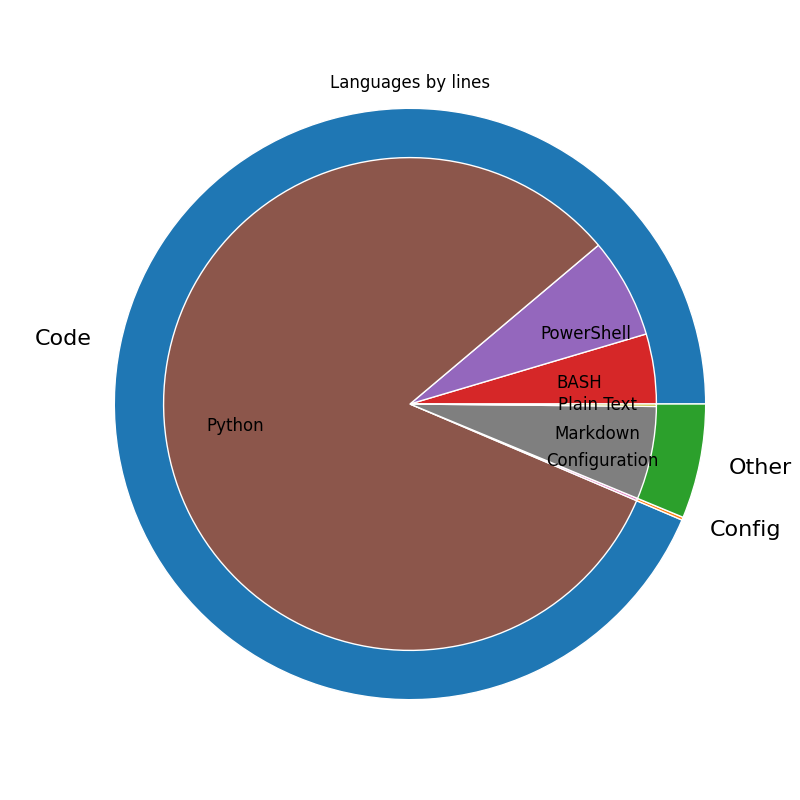 Languages by lines
PowerShell
Code
BASH
Plain Text
Python
Markdown
Configuration
Other
Config